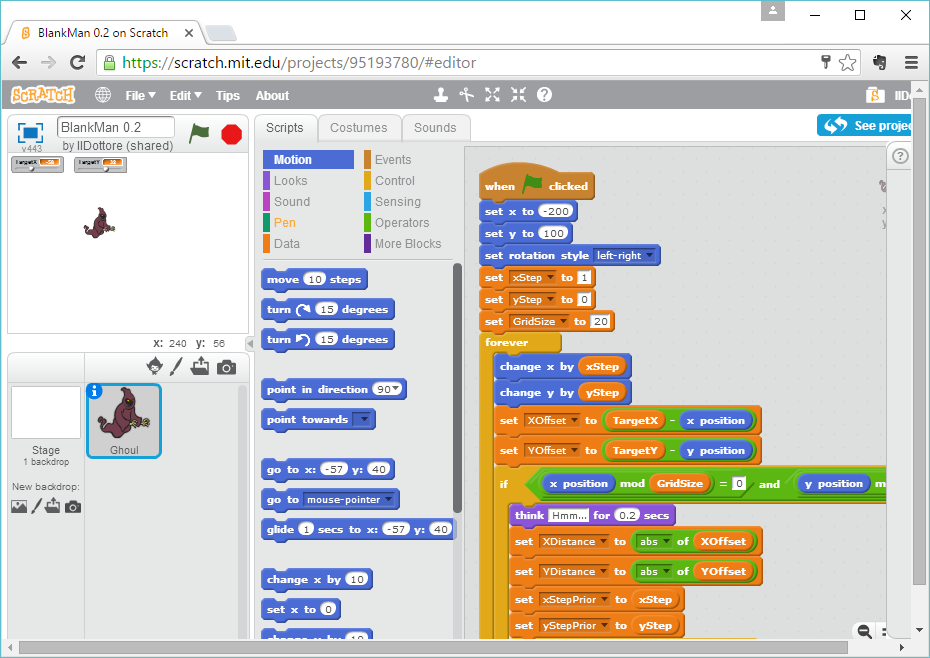 BlankMan 0.2 on Scratch
https://scratch.mit.edu/projects/95193780/#editor
SCRATCH File Edit Tips About
BlankMan 0.2
by IIDottore (shared)
v443
Scripts Costumes Sounds
See projec
TargetX
TargetY
Motion
Looks
Sound
Pen
Data
Events
Control
Sensing
Operators
More Blocks
x: 240 y: 56
Stage
1 backdrop
New backdrop:
Ghoul
move 10 steps
turn 15 degrees
turn 15 degrees
point in direction 90
point towards
go to x: -57 y: 40
go to mouse-pointer
glide 1 secs to x: -57 y: 40
change x by 10
set x to 0
change y by 10
when clicked
set x to -200
set y to 100
set rotation style left-right
set xStep to 1
set yStep to 0
set GridSize to 20
forever
change x by xStep
change y by yStep
set XOffset to TargetX - x position
set YOffset to TargetY - y position
if x position mod GridSize = 0 and y position m
think Hmm... for 0.2 secs
set XDistance to abs of XOffset
set YDistance to abs of YOffset
set xStepPrior to xStep
set yStepPrior to yStep